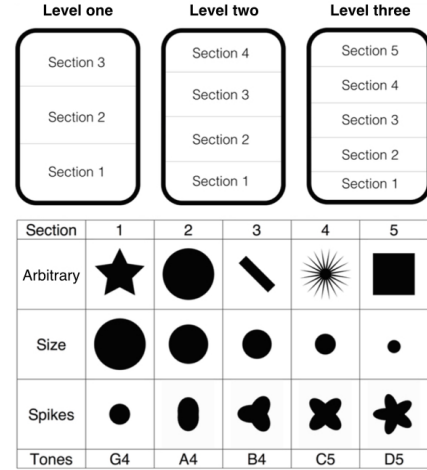 Level one Level two Level three
Section 3
Section 2
Section 1
Section 4
Section 3
Section 2
Section 1
Section 5
Section 4
Section 3
Section 2
Section 1
Section 1 2 3 4 5
Arbitrary
Size
Spikes
Tones G4 A4 B4 C5 D5